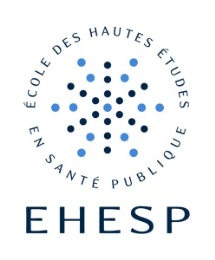 ÉCOLE DES HAUTES ÉTUDES
EN SANTÉ PUBLIQUE
EHESP